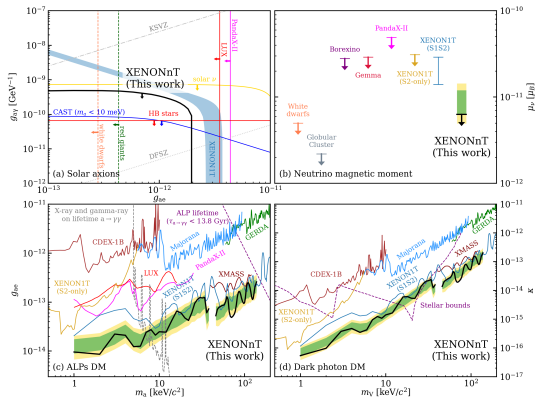 10⁻⁷
10⁻⁸
10⁻⁹
10⁻¹⁰
10⁻¹¹
10⁻¹²
10⁻¹³
10⁻¹²
10⁻¹¹
g_aγ [GeV⁻¹]
g_ae
KSVZ
DFSZ
LUX
PandaX-II
solar ν
XENONnT
(This work)
CAST (m_a < 10 meV)
HB stars
white dwarfs
red giants
XENON1T
(a) Solar axions
10⁻¹⁰
10⁻¹¹
10⁻¹²
μ_ν [μ_B]
PandaX-II
XENON1T
(S1S2)
Borexino
Gemma
XENON1T
(S2-only)
White
dwarfs
Globular
Cluster
XENONnT
(This work)
(b) Neutrino magnetic moment
10⁻¹¹
10⁻¹²
10⁻¹³
10⁻¹⁴
g_ae
X-ray and gamma-ray
on lifetime a→γγ
ALP lifetime
(τ_a→γγ < 13.8 Gyr)
GERDA
CDEX-1B
Majorana
PandaX-II
LUX
XMASS
XENON1T
(S2-only)
XENON1T
(S1S2)
XENONnT
(This work)
(c) ALPs DM
10⁰
10¹
10²
m_a [keV/c²]
GERDA
Majorana
XMASS
CDEX-1B
XENON1T
(S1S2)
XENON1T
(S2-only)
Stellar bounds
XENONnT
(This work)
(d) Dark photon DM
10⁰
10¹
10²
m_V [keV/c²]
10⁻¹²
10⁻¹³
10⁻¹⁴
10⁻¹⁵
10⁻¹⁶
10⁻¹⁷
κ